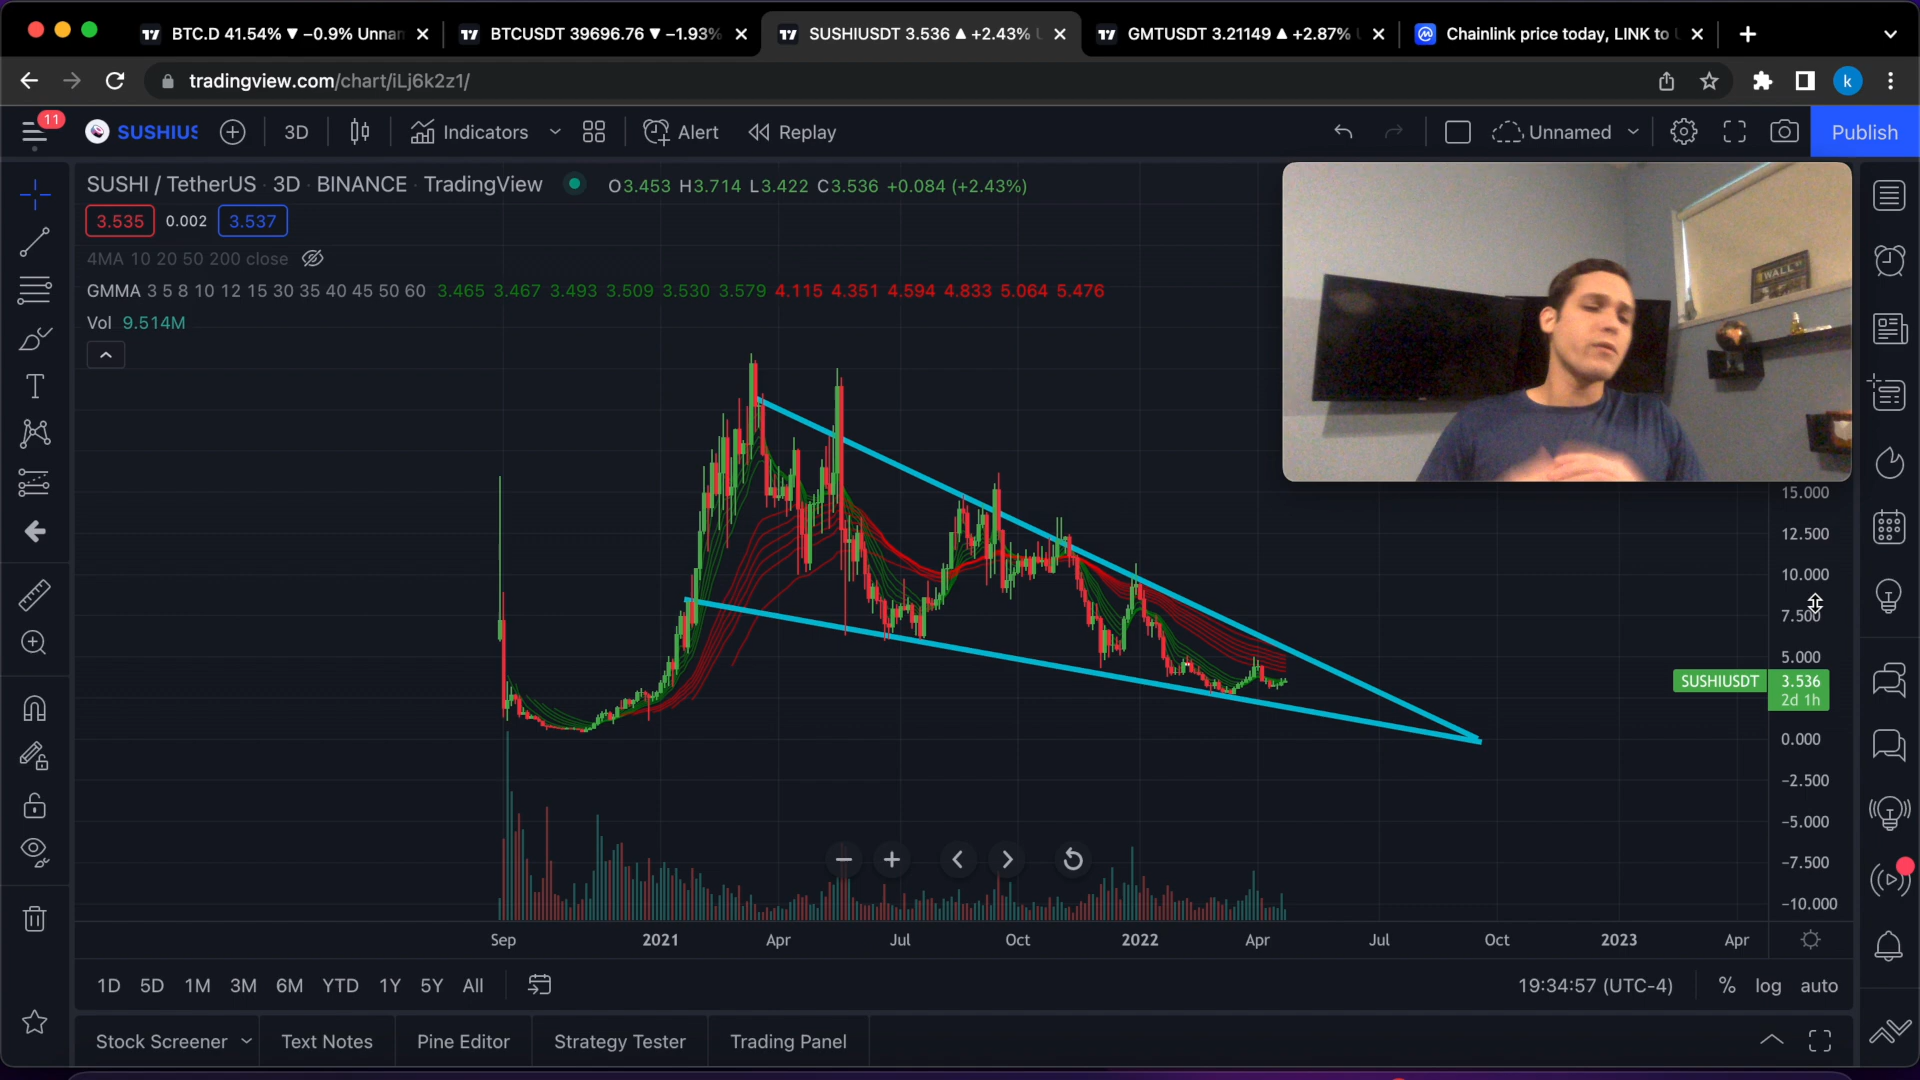 BTC.D 41.54% ▼ −0.9% Unnan
BTCUSDT 39696.76 ▼ −1.93%
SUSHIUSDT 3.536 ▲ +2.43% U
GMTUSDT 3.21149 ▲ +2.87%
Chainlink price today, LINK to U
tradingview.com/chart/iLj6k2z1/
k
11
SUSHIUS
3D
Indicators
Alert
Replay
Unnamed
Publish
SUSHI / TetherUS · 3D · BINANCE · TradingView
O3.453 H3.714 L3.422 C3.536 +0.084 (+2.43%)
3.535 0.002 3.537
4MA 10 20 50 200 close
GMMA 3 5 8 10 12 15 30 35 40 45 50 60 3.465 3.467 3.493 3.509 3.530 3.579 4.115 4.351 4.594 4.833 5.064 5.476
Vol 9.514M
WALL
15.000
12.500
10.000
7.500
5.000
SUSHIUSDT 3.536
2d 1h
0.000
−2.500
−5.000
−7.500
−10.000
Sep 2021 Apr Jul Oct 2022 Apr Jul Oct 2023 Apr
1D 5D 1M 3M 6M YTD 1Y 5Y All
19:34:57 (UTC-4) % log auto
Stock Screener
Text Notes
Pine Editor
Strategy Tester
Trading Panel